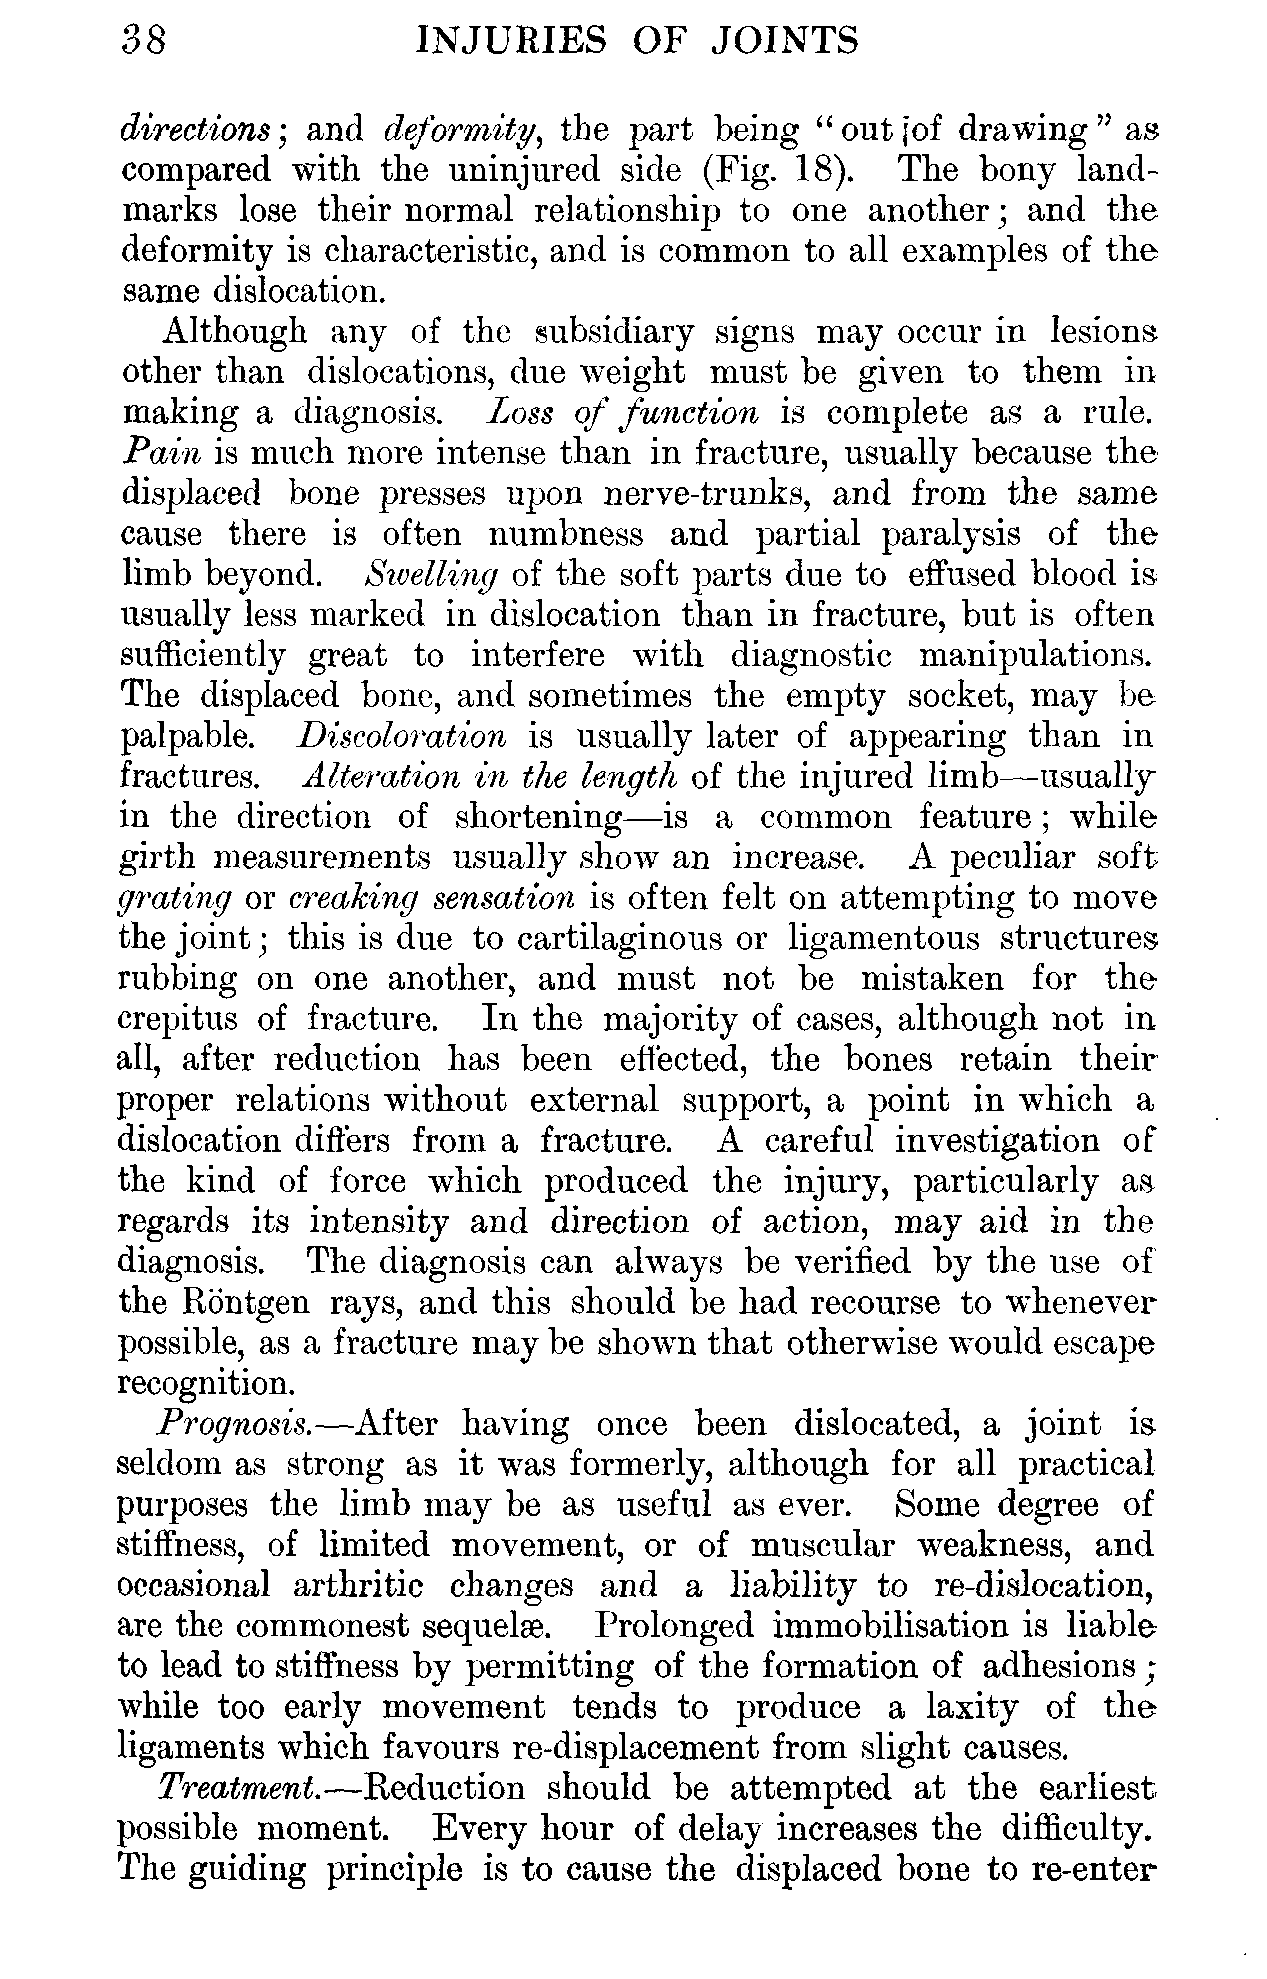 38 INJURIES OF JOINTS
directions; and deformity, the part being “out of drawing” as
compared with the uninjured side (Fig. 18). The bony land-
marks lose their normal relationship to one another; and the
deformity is characteristic, and is common to all examples of the
same dislocation.
Although any of the subsidiary signs may occur in lesions
other than dislocations, due weight must be given to them in
making a diagnosis. Loss of function is complete as a rule.
Pain is much more intense than in fracture, usually because the
displaced bone presses upon nerve-trunks, and from the same
cause there is often numbness and partial paralysis of the
limb beyond. Swelling of the soft parts due to effused blood is
usually less marked in dislocation than in fracture, but is often
sufficiently great to interfere with diagnostic manipulations.
The displaced bone, and sometimes the empty socket, may be
palpable. Discoloration is usually later of appearing than in
fractures. Alteration in the length of the injured limb—usually
in the direction of shortening—is a common feature; while
girth measurements usually show an increase. A peculiar soft
grating or creaking sensation is often felt on attempting to move
the joint; this is due to cartilaginous or ligamentous structures
rubbing on one another, and must not be mistaken for the
crepitus of fracture. In the majority of cases, although not in
all, after reduction has been effected, the bones retain their
proper relations without external support, a point in which a
dislocation differs from a fracture. A careful investigation of
the kind of force which produced the injury, particularly as
regards its intensity and direction of action, may aid in the
diagnosis. The diagnosis can always be verified by the use of
the Röntgen rays, and this should be had recourse to whenever
possible, as a fracture may be shown that otherwise would escape
recognition.
Prognosis.—After having once been dislocated, a joint is
seldom as strong as it was formerly, although for all practical
purposes the limb may be as useful as ever. Some degree of
stiffness, of limited movement, or of muscular weakness, and
occasional arthritic changes and a liability to re-dislocation,
are the commonest sequelæ. Prolonged immobilisation is liable
to lead to stiffness by permitting of the formation of adhesions;
while too early movement tends to produce a laxity of the
ligaments which favours re-displacement from slight causes.
Treatment.—Reduction should be attempted at the earliest
possible moment. Every hour of delay increases the difficulty.
The guiding principle is to cause the displaced bone to re-enter